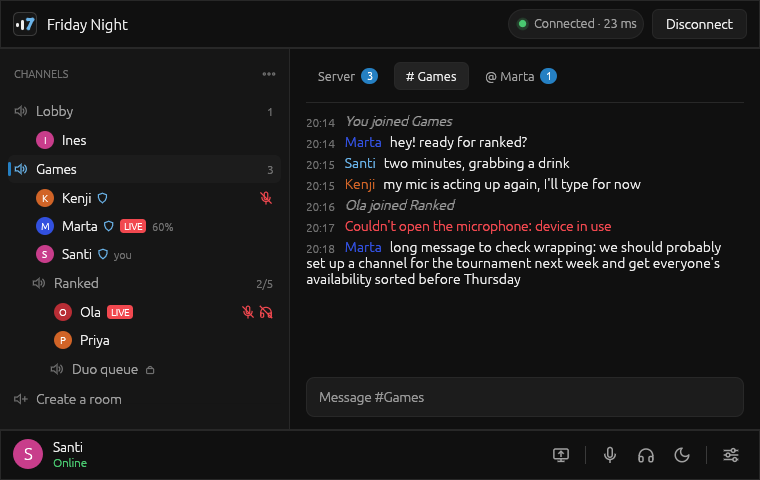 7
Friday Night
Connected · 23 ms
Disconnect
CHANNELS
Lobby 1
I Ines
Games 3
K Kenji
M Marta LIVE 60%
S Santi you
Ranked 2/5
O Ola LIVE
P Priya
Duo queue
Create a room
Server 3
# Games
@ Marta 1
20:14 You joined Games
20:14 Marta hey! ready for ranked?
20:15 Santi two minutes, grabbing a drink
20:15 Kenji my mic is acting up again, I'll type for now
20:16 Ola joined Ranked
20:17 Couldn't open the microphone: device in use
20:18 Marta long message to check wrapping: we should probably
set up a channel for the tournament next week and get everyone's
availability sorted before Thursday
Message #Games
S Santi
Online